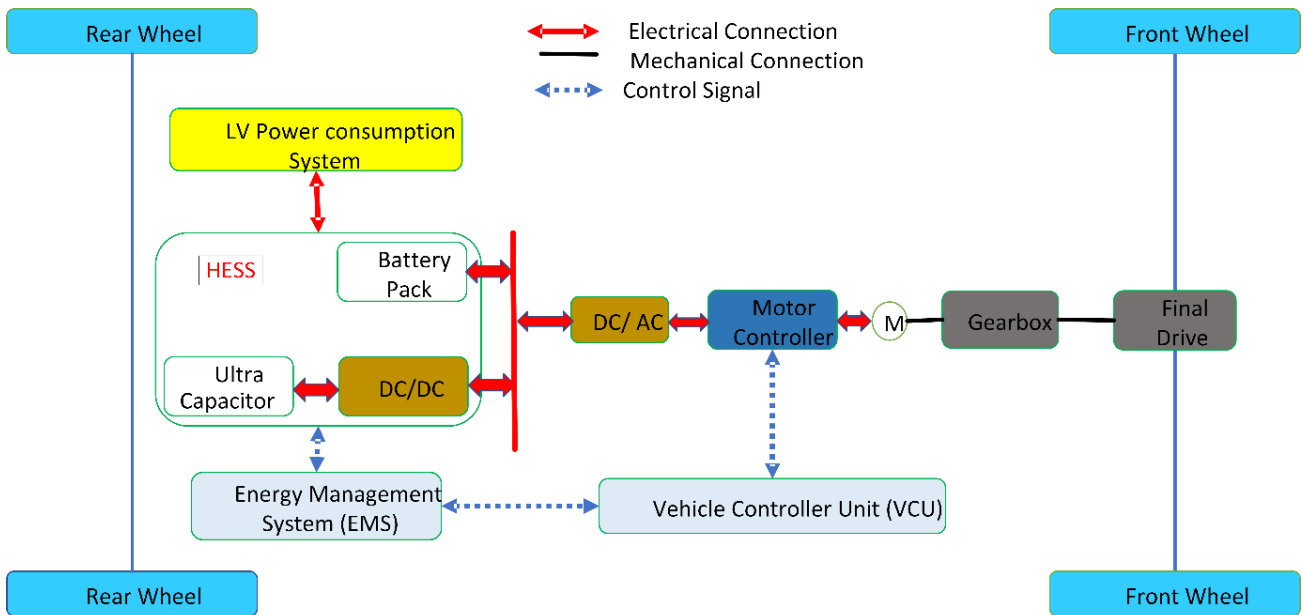 Rear Wheel
Electrical Connection
Mechanical Connection
Control Signal
Front Wheel
LV Power consumption
System
HESS
Battery
Pack
Ultra
Capacitor
DC/DC
DC/ AC
Motor
Controller
M
Gearbox
Final
Drive
Energy Management
System (EMS)
Vehicle Controller Unit (VCU)
Rear Wheel
Front Wheel